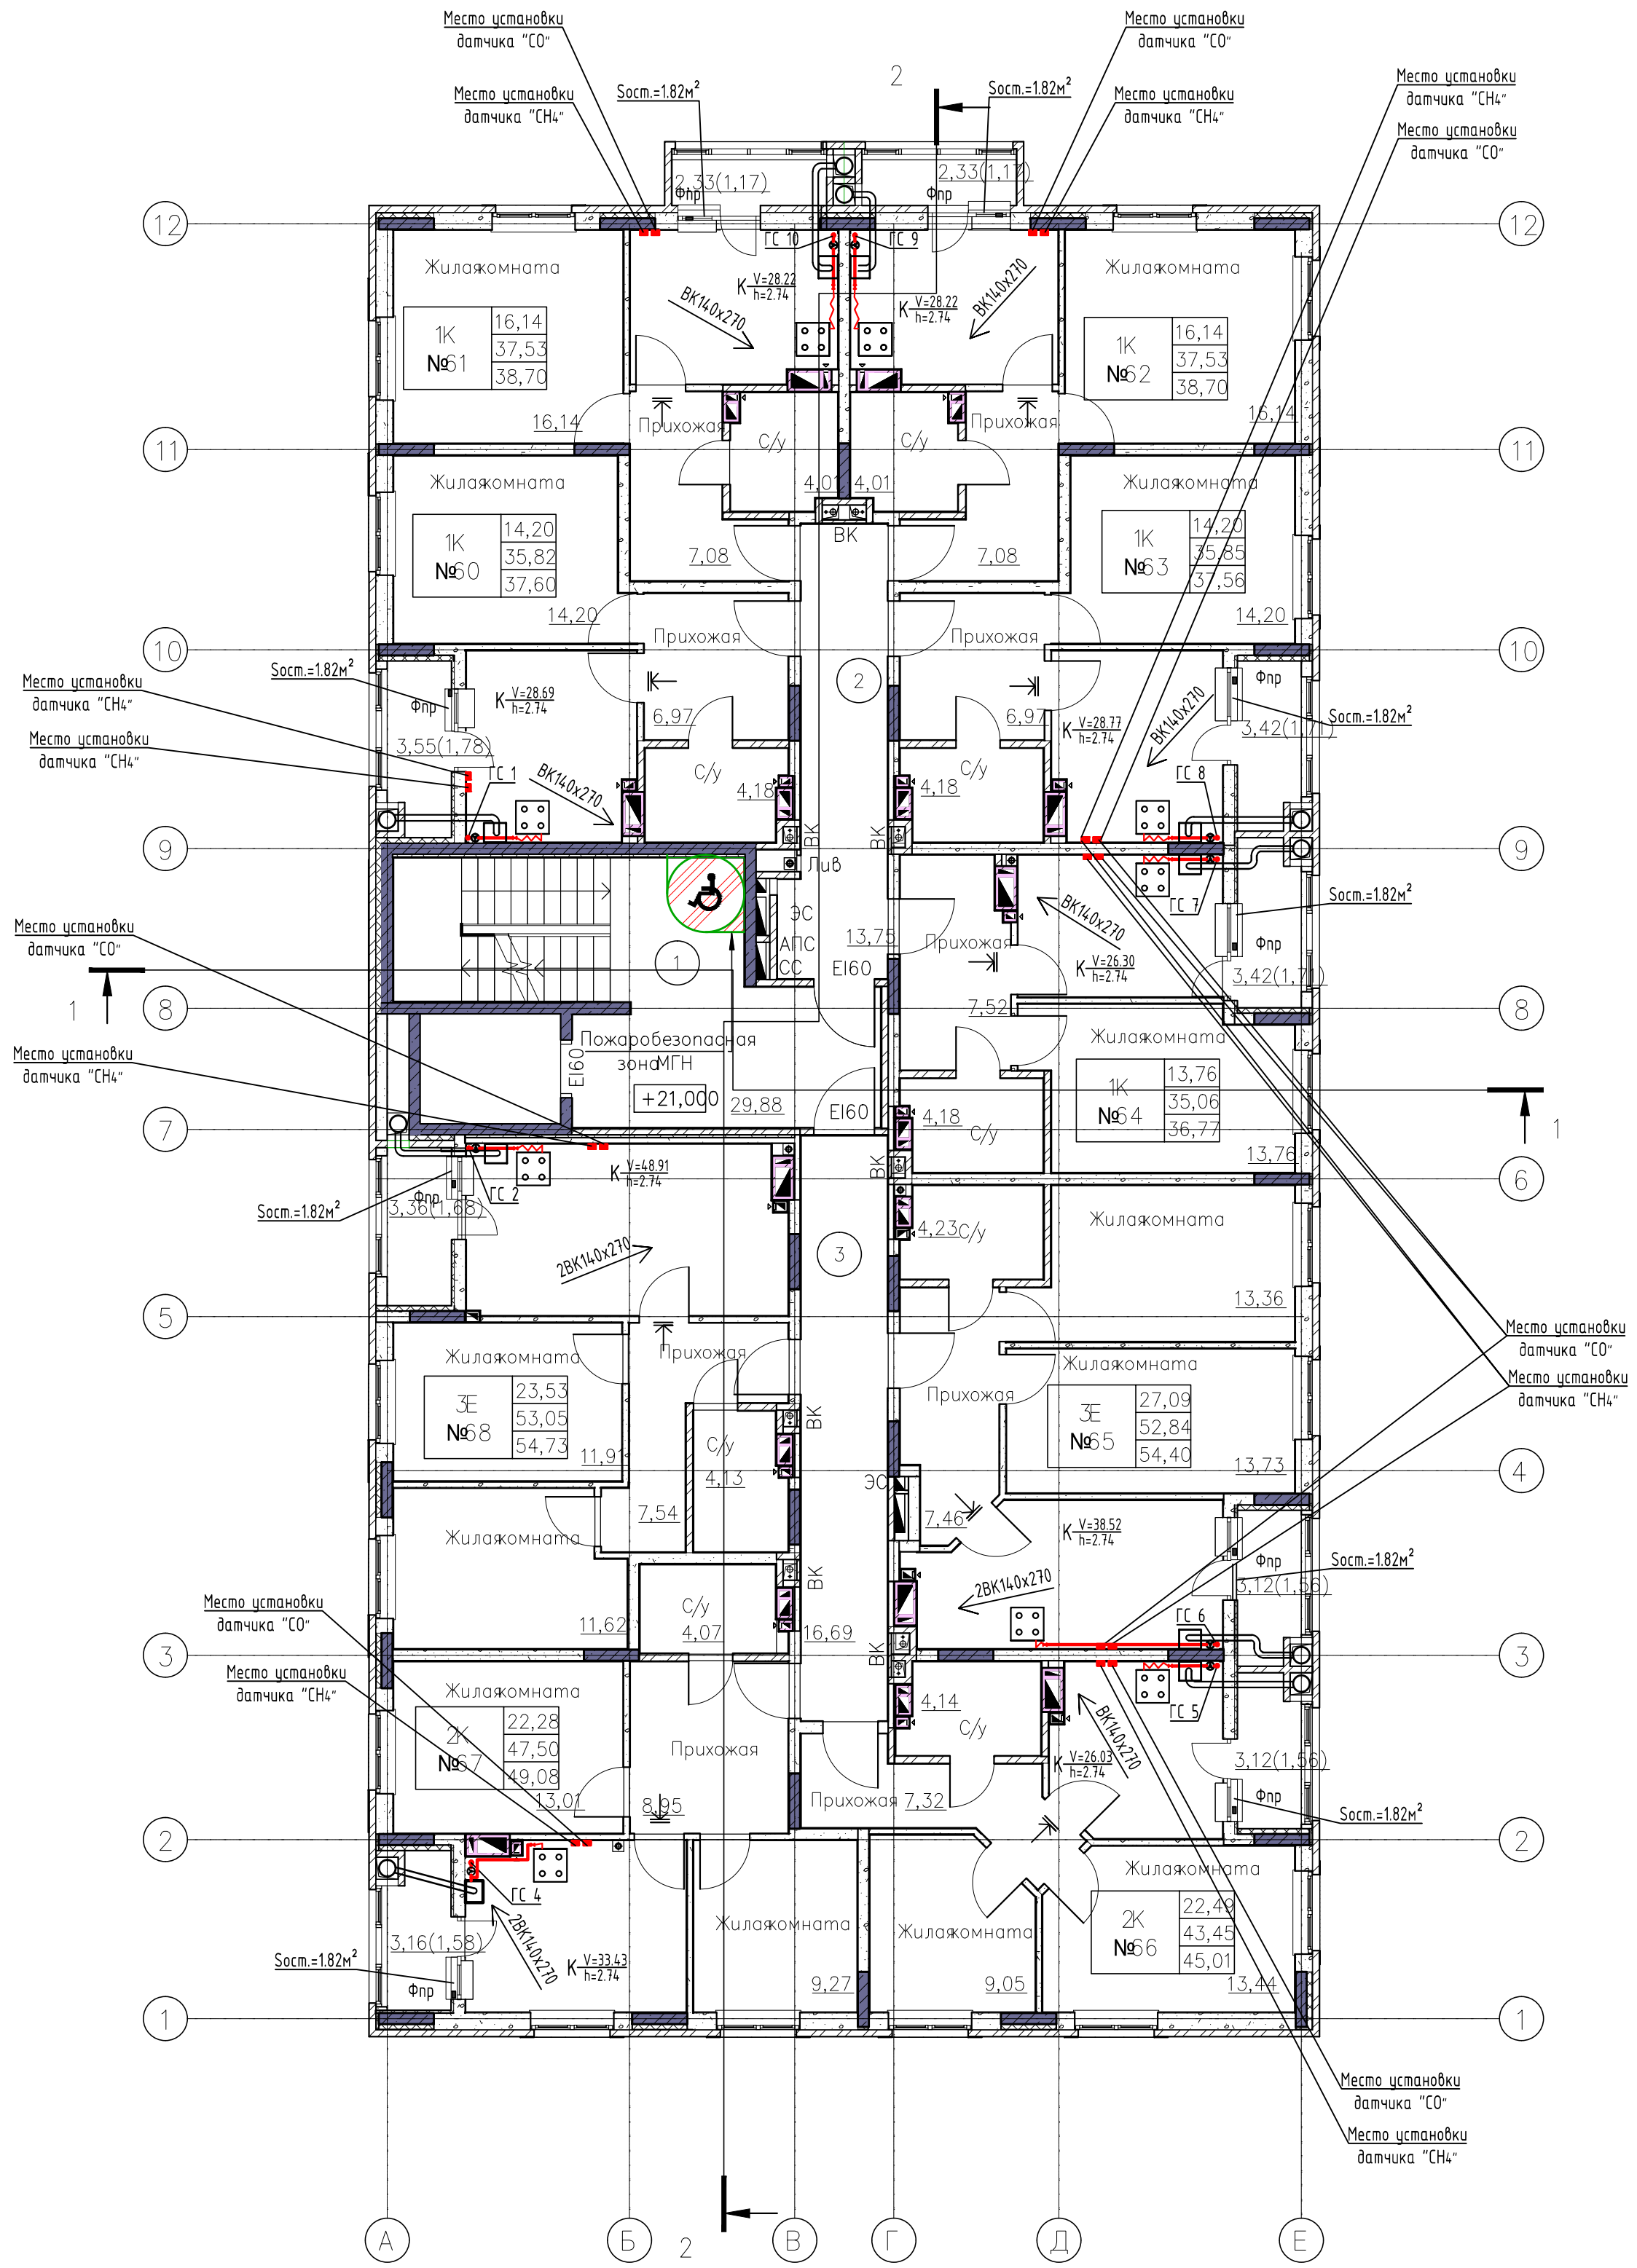 Место установки
датчика "СО"
Место установки
датчика "СН4"
Sост.=1.82м²
2
Sост.=1.82м²
Место установки
датчика "СО"
Место установки
датчика "СН4"
Место установки
датчика "СН4"
Место установки
датчика "СО"
2,33(1,17)
Фпр
2,33(1,17)
Фпр
12
12
ГС 10
ГС 9
Жилая комната
1К
№61
16,14
37,53
38,70
16,14
К V=28.22
h=2.74
ВК140х270
К V=28.22
h=2.74
ВК140х270
Жилая комната
1К
№62
16,14
37,53
38,70
16,14
Прихожая
С/у
С/у
Прихожая
11
11
4,01
4,01
ВК
7,08
7,08
Жилая комната
1К
№60
14,20
35,82
37,60
14,20
Жилая комната
1К
№63
14,20
35,85
37,56
14,20
Прихожая
Прихожая
10
10
2
Sост.=1.82м²
Место установки
датчика "СН4"
Место установки
датчика "СН4"
Фпр
К V=28.69
h=2.74
3,55(1,78)
6,97
6,97
К V=28.77
h=2.74
ВК140х270
Фпр
Sост.=1.82м²
3,42(1,71)
ГС 1
ВК140х270
С/у
4,18
С/у
4,18
ГС 8
ВК
ВК
9
9
Лив
ГС 7
Sост.=1.82м²
Фпр
3,42(1,71)
ЭС
АПС
СС
13,75
EI60
Прихожая
ВК140х270
К V=26.30
h=2.74
7,52
Место установки
датчика "СО"
1
1
8
8
Место установки
датчика "СН4"
Пожаробезопасная
зона МГН
+21,000
29,88
EI60
EI60
Жилая комната
1К
№64
13,76
35,06
36,77
13,76
4,18
С/у
ВК
1
7
6
Фпр
3,36(1,68)
ГС 2
Sост.=1.82м²
К V=48.91
h=2.74
2ВК140х270
3
4,23
С/у
Жилая комната
13,36
5
Место установки
датчика "СО"
Место установки
датчика "СН4"
Жилая комната
3Е
№68
23,53
53,05
54,73
11,91
Прихожая
С/у
4,13
ВК
7,54
Прихожая
Жилая комната
3Е
№65
27,09
52,84
54,40
13,73
4
ЭС
7,46
К V=38.52
h=2.74
2ВК140х270
Фпр
Sост.=1.82м²
3,12(1,56)
ГС 6
Жилая комната
11,62
С/у
4,07
ВК
16,69
ВК
Место установки
датчика "СО"
3
3
Место установки
датчика "СН4"
Жилая комната
2К
№67
22,28
47,50
49,08
13,01
Прихожая
8,95
4,14
С/у
ГС 5
К V=26.03
h=2.74
ВК140х270
3,12(1,56)
Фпр
Sост.=1.82м²
Прихожая
7,32
2
2
ГС 4
2ВК140х270
3,16(1,58)
Sост.=1.82м²
Фпр
К V=33.43
h=2.74
Жилая комната
9,27
Жилая комната
9,05
Жилая комната
2К
№66
22,49
43,45
45,01
13,44
1
1
Место установки
датчика "СО"
Место установки
датчика "СН4"
2
А
Б
В
Г
Д
Е